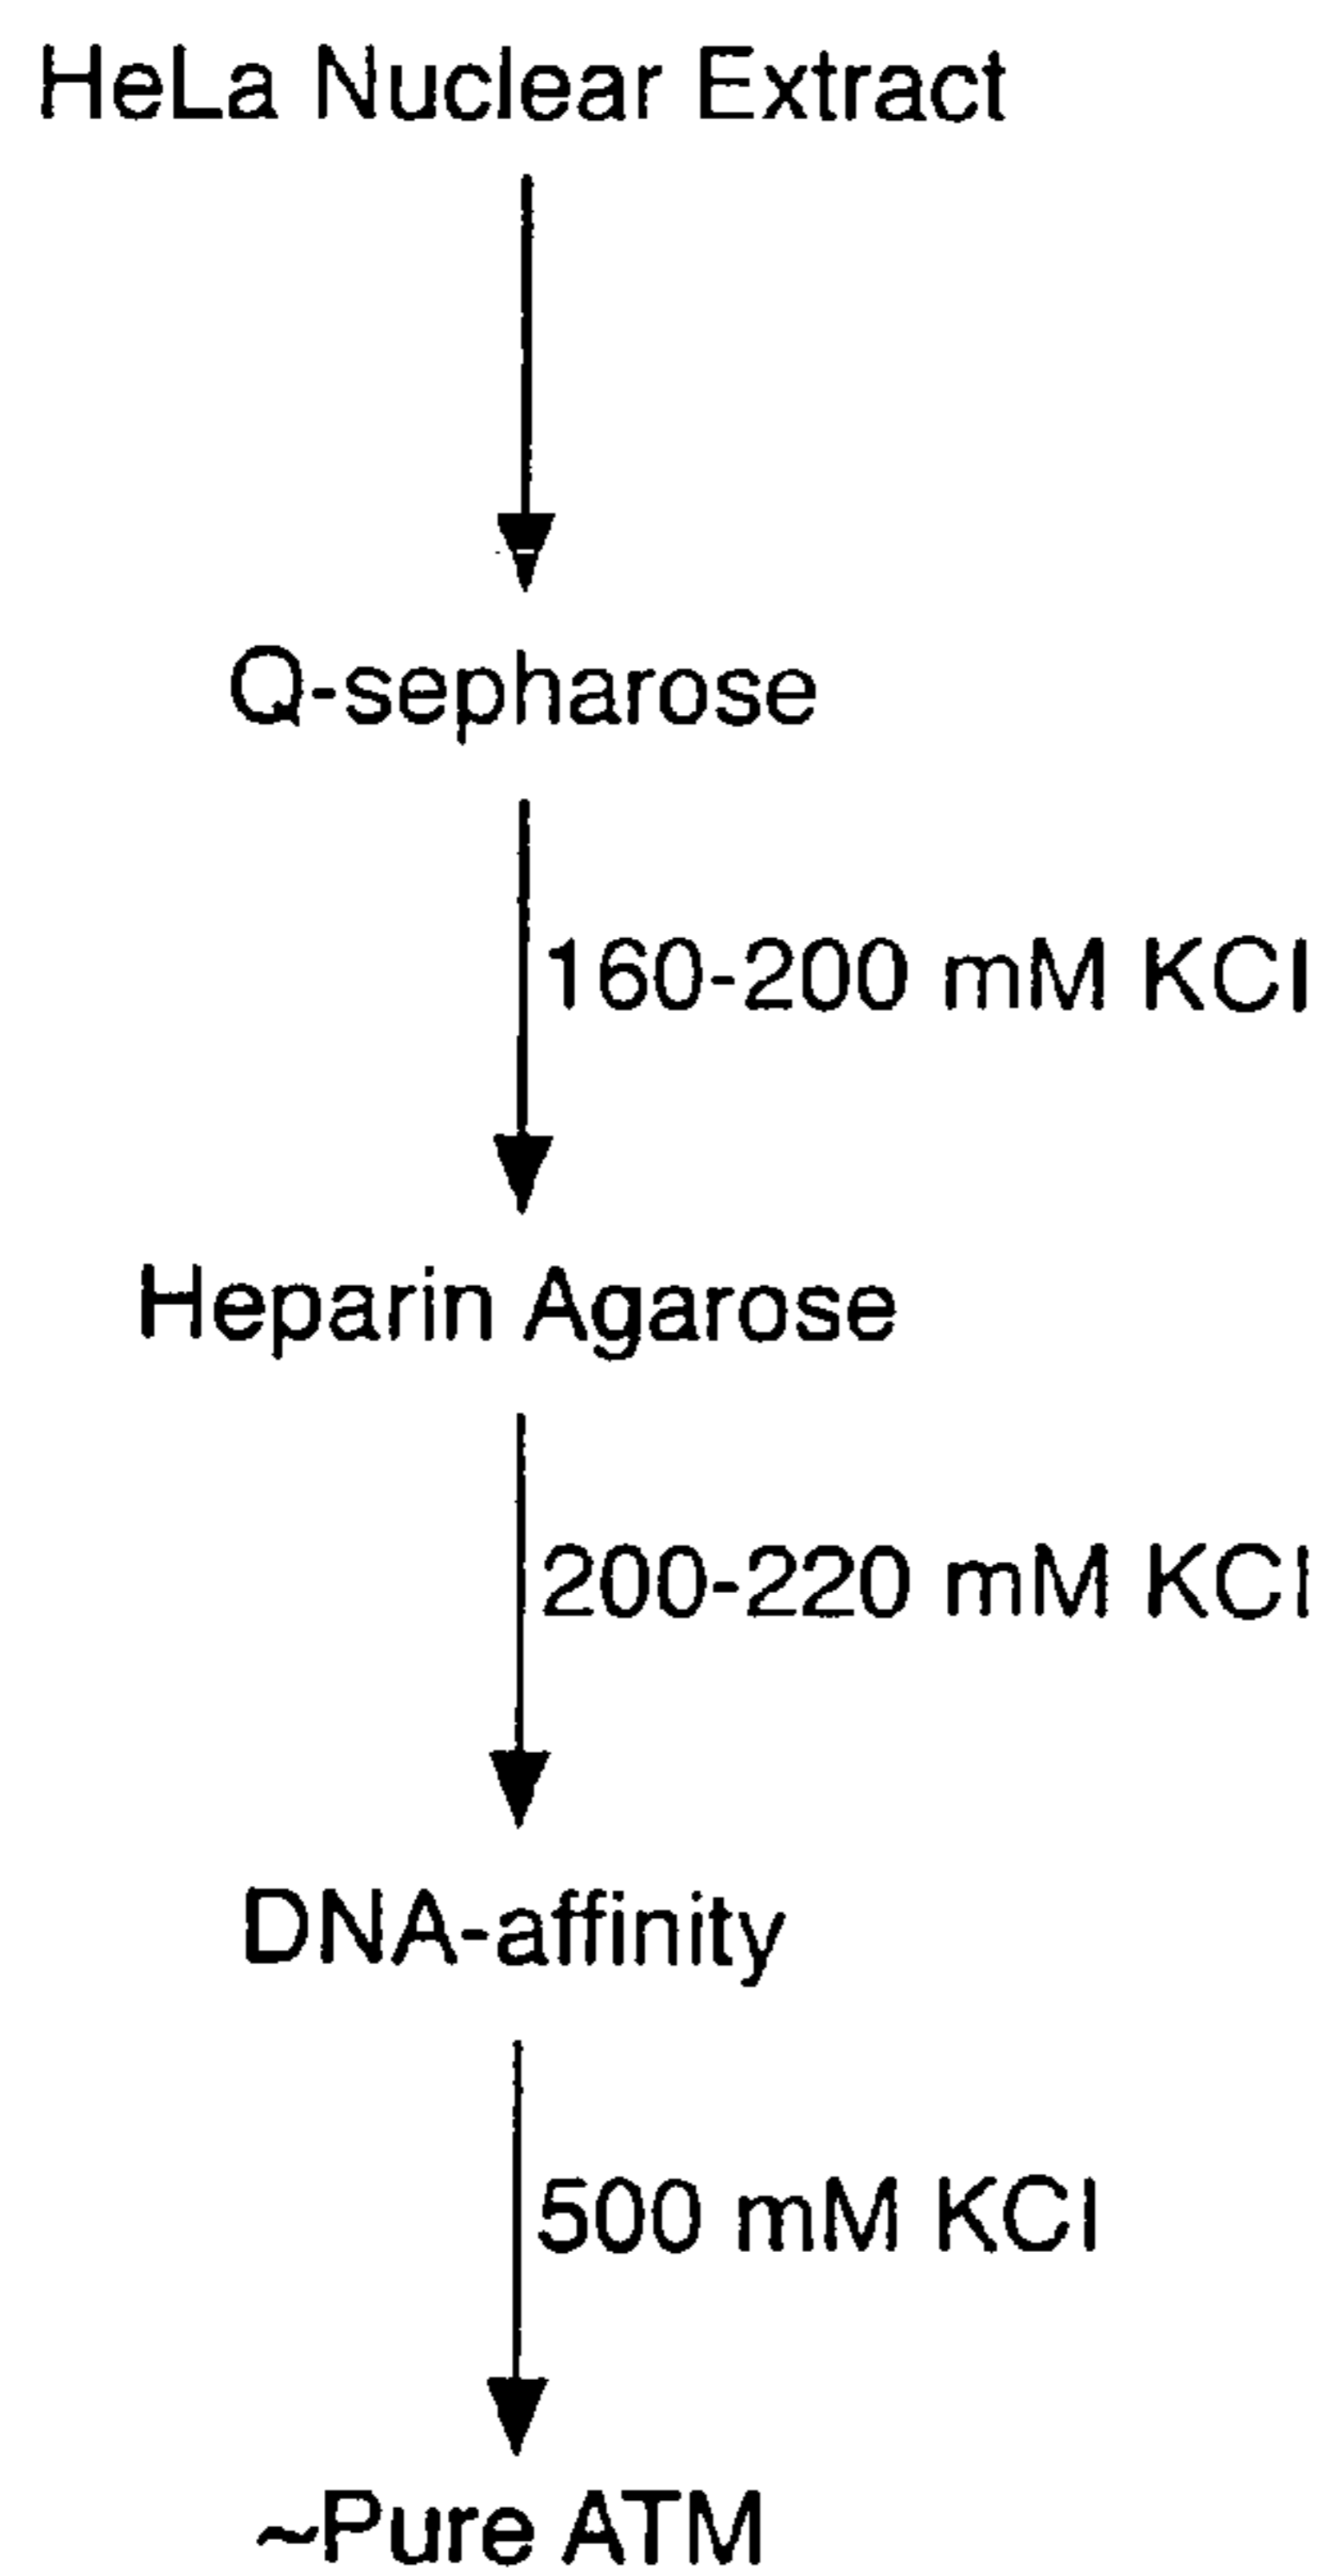 HeLa Nuclear Extract
Q-sepharose
160-200 mM KCl
Heparin Agarose
200-220 mM KCl
DNA-affinity
500 mM KCl
~Pure ATM